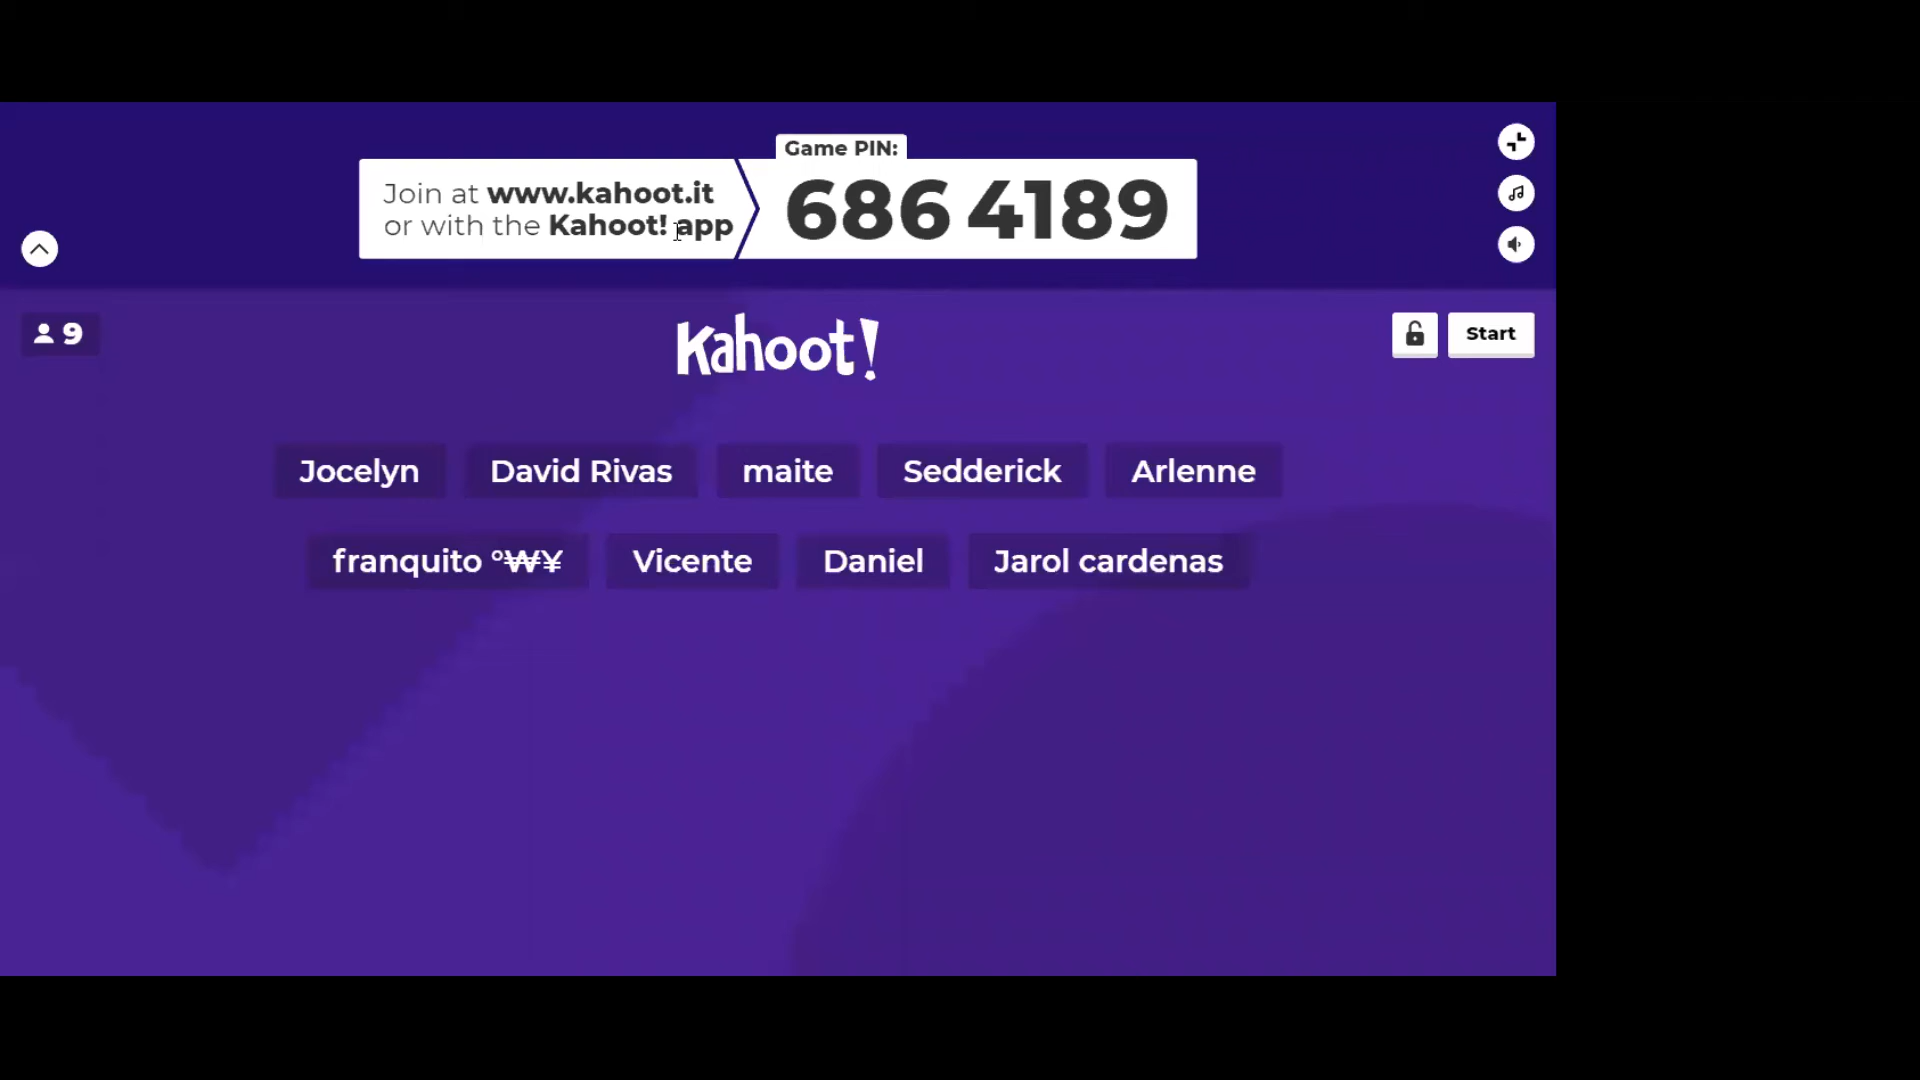 Game PIN:
Join at www.kahoot.it
or with the Kahoot! app
686 4189
9
Kahoot!
Start
Jocelyn David Rivas maite Sedderick Arlenne
franquito °₩¥ Vicente Daniel Jarol cardenas